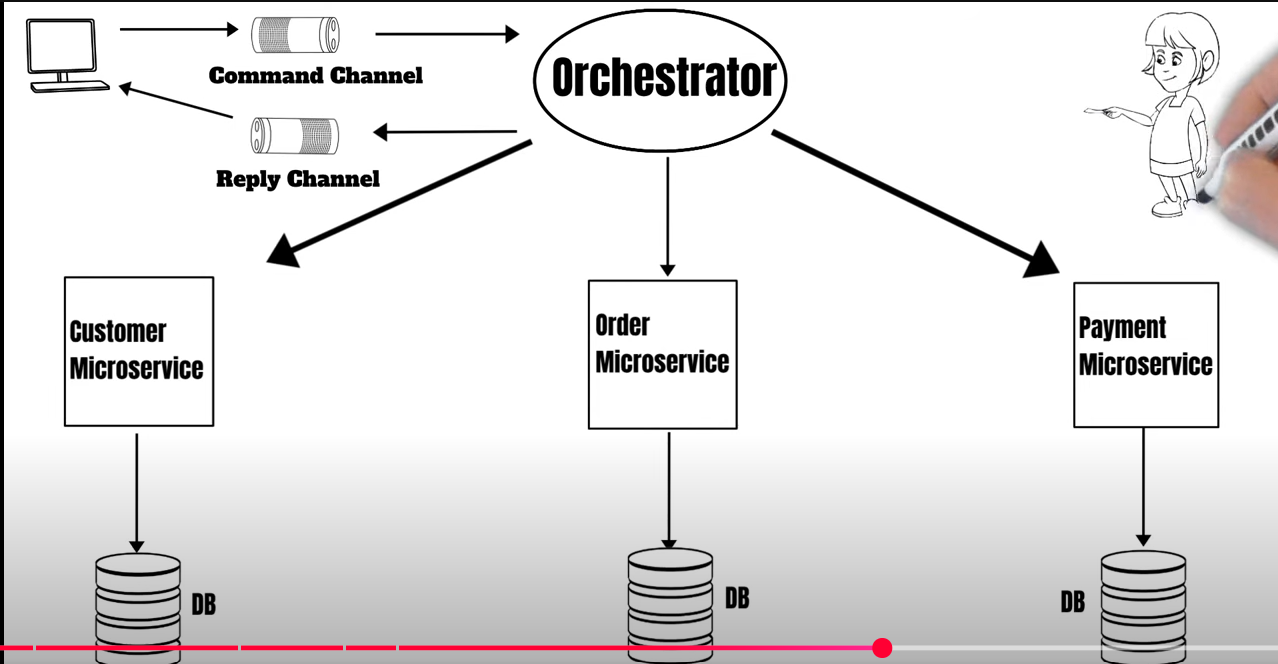 Orchestrator
Command Channel
Reply Channel
Customer
Microservice
Order
Microservice
Payment
Microservice
DB
DB
DB